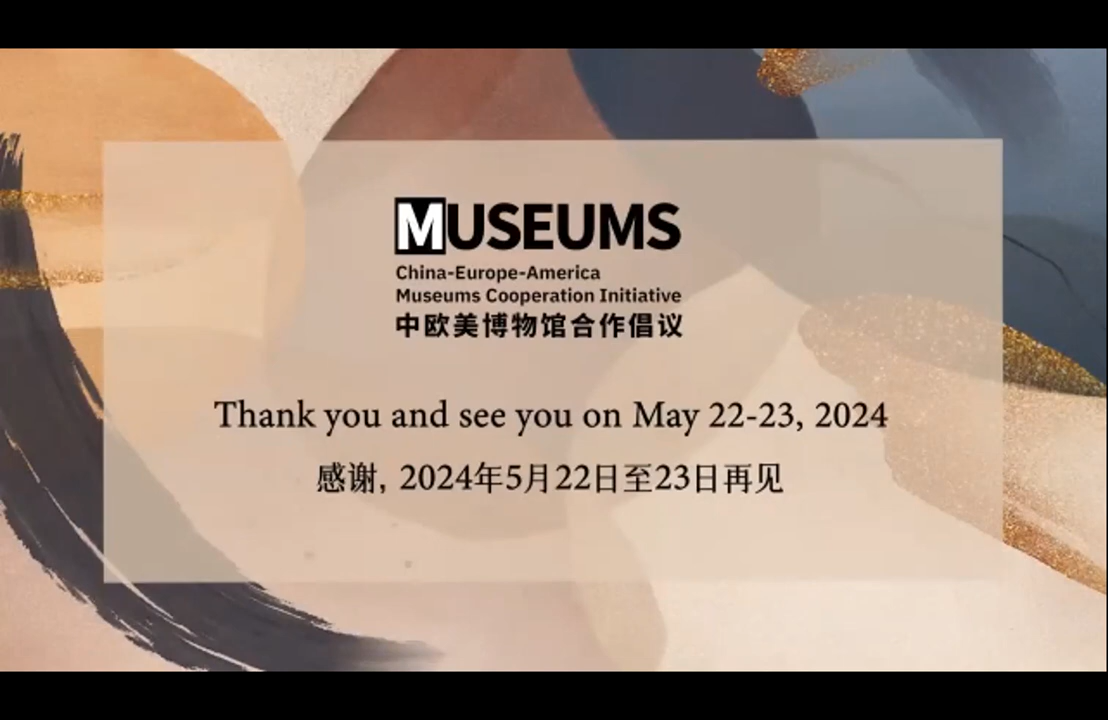 MUSEUMS
China-Europe-America
Museums Cooperation Initiative
中欧美博物馆合作倡议
Thank you and see you on May 22-23, 2024
感谢, 2024年5月22日至23日再见